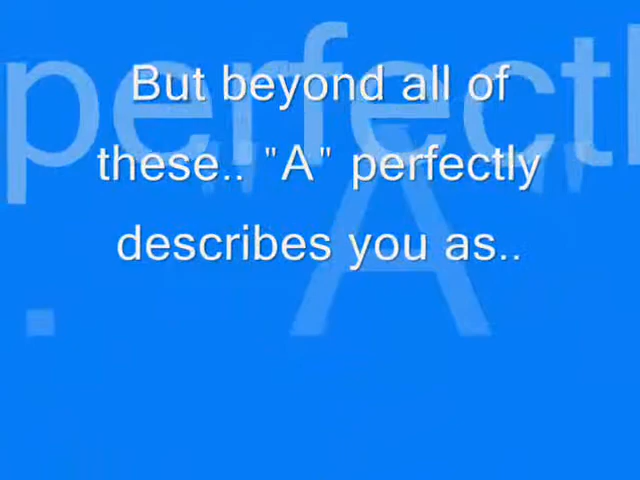 But beyond all of
these.. "A" perfectly
describes you as..